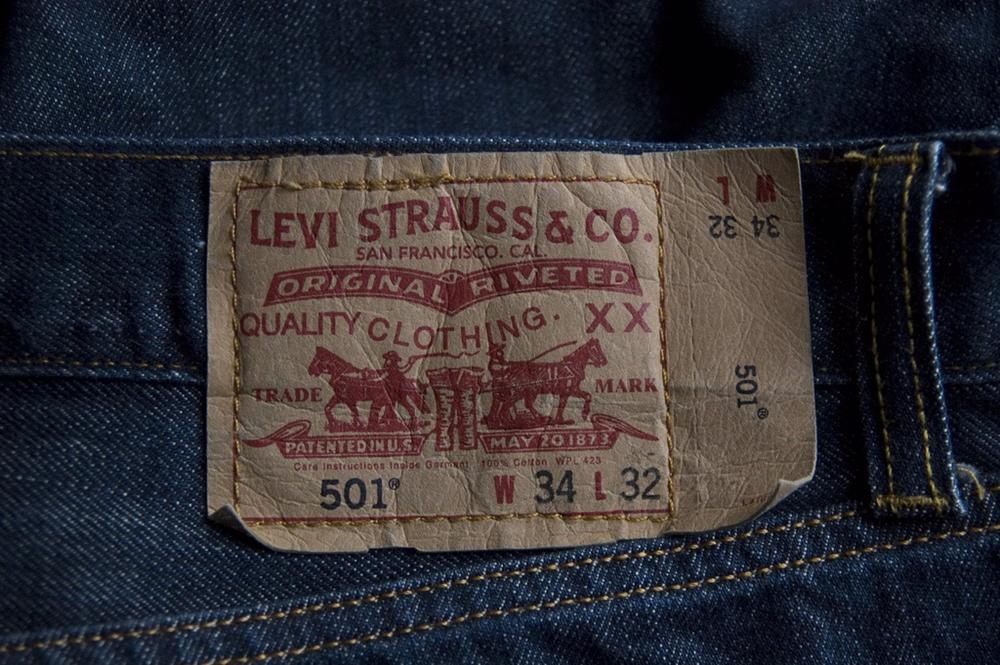 LEVI STRAUSS & CO.
SAN FRANCISCO. CAL.
ORIGINAL RIVETED
QUALITY CLOTHING. XX
TRADE MARK
PATENTED IN U.S. MAY 20 1873
Care Instructions Inside Garment 100% Cotton WPL 423
501® W 34 L 32
W L
34 32
501®